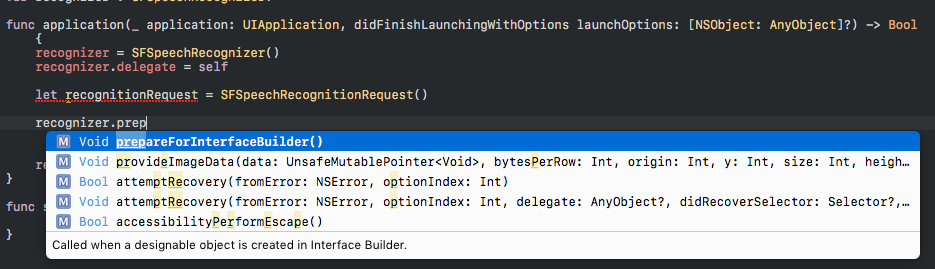 func application(_ application: UIApplication, didFinishLaunchingWithOptions launchOptions: [NSObject: AnyObject]?) -> Bool
{
recognizer = SFSpeechRecognizer()
recognizer.delegate = self
let recognitionRequest = SFSpeechRecognitionRequest()
recognizer.prep
M Void prepareForInterfaceBuilder()
M Void provideImageData(data: UnsafeMutablePointer<Void>, bytesPerRow: Int, origin: Int, y: Int, size: Int, heigh…
M Bool attemptRecovery(fromError: NSError, optionIndex: Int)
M Void attemptRecovery(fromError: NSError, optionIndex: Int, delegate: AnyObject?, didRecoverSelector: Selector?,…
M Bool accessibilityPerformEscape()
Called when a designable object is created in Interface Builder.
re
}
func s
}